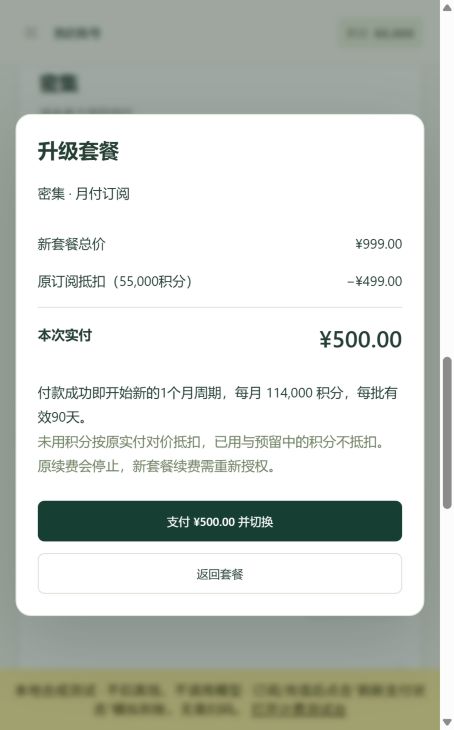 密集
升级套餐
密集 · 月付订阅
新套餐总价 ¥999.00
原订阅抵扣（55,000积分） −¥499.00
本次实付 ¥500.00
付款成功即开始新的1个月周期，每月 114,000 积分，每批有
效90天。
未用积分按原实付对价抵扣，已用与预留中的积分不抵扣。
原续费会停止，新套餐续费需重新授权。
支付 ¥500.00 并切换
返回套餐